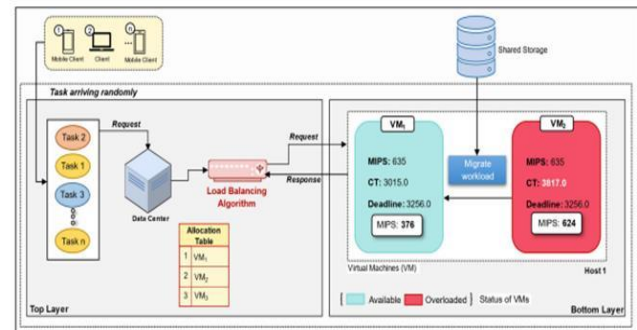 1
2
n
...
Mobile Client
Client
Mobile Client
Shared Storage
Task arriving randomly
Task 2
Task 1
Task 3
Task n
Request
Data Center
Load Balancing
Algorithm
Request
Response
Allocation
Table
1 VM1
2 VM2
3 VM3
Top Layer
VM1
MIPS: 635
CT: 3015.0
Deadline: 3256.0
MIPS: 376
Migrate
workload
VM2
MIPS: 635
CT: 3817.0
Deadline: 3256.0
MIPS: 624
Virtual Machines (VM)
Host 1
{ Available Overloaded } Status of VMs
Bottom Layer